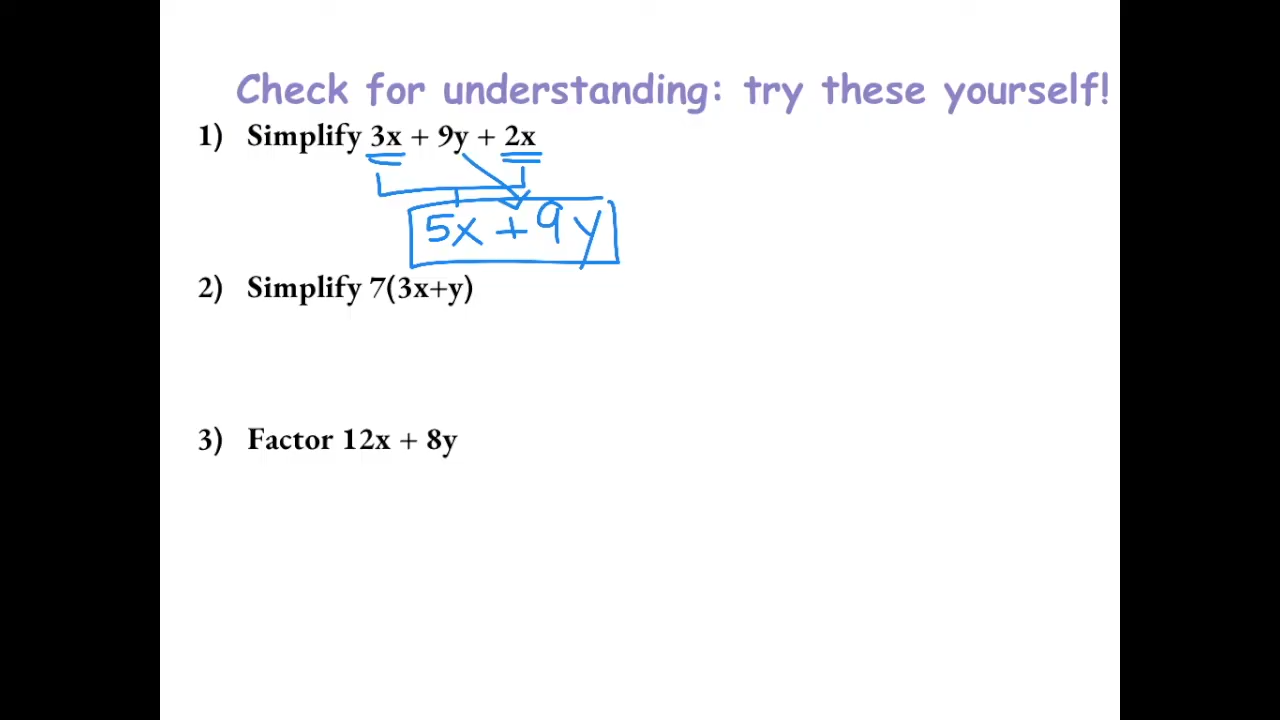 Check for understanding: try these yourself!
1) Simplify 3x + 9y + 2x
5x + 9y
2) Simplify 7(3x+y)
3) Factor 12x + 8y